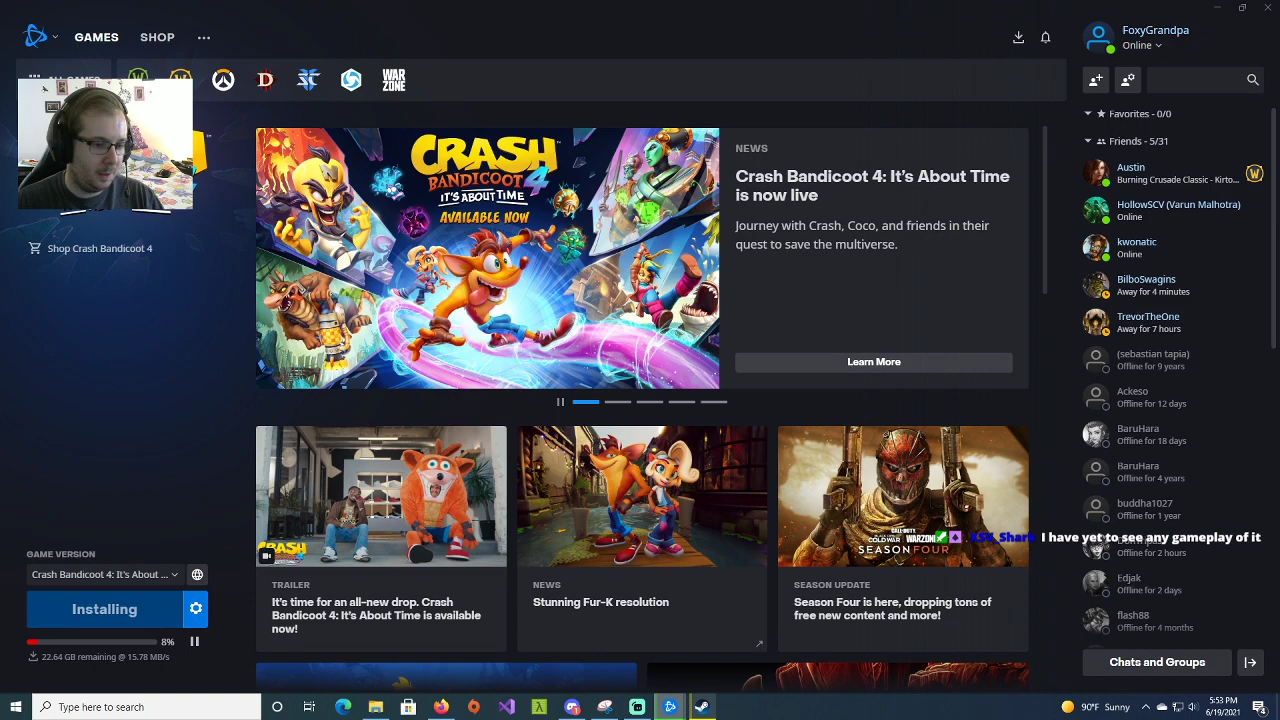 GAMES
SHOP
FoxyGrandpa
Online
WAR
ZONE
Favorites - 0/0
Friends - 5/31
Austin
Burning Crusade Classic - Kirto...
HollowSCV (Varun Malhotra)
Online
kwonatic
Online
BilboSwagins
Away for 4 minutes
TrevorTheOne
Away for 7 hours
(sebastian tapia)
Offline for 9 years
Ackeso
Offline for 12 days
BaruHara
Offline for 18 days
BaruHara
Offline for 4 years
buddha1027
Offline for 1 year
Offline for 2 hours
Edjak
Offline for 2 days
flash88
Offline for 4 months
Chats and Groups
Shop Crash Bandicoot 4
CRASH
BANDICOOT 4
IT'S ABOUT TIME
AVAILABLE NOW
NEWS
Crash Bandicoot 4: It's About Time
is now live
Journey with Crash, Coco, and friends in their
quest to save the multiverse.
Learn More
TRAILER
It's time for an all-new drop. Crash
Bandicoot 4: It's About Time is available
now!
NEWS
Stunning Fur-K resolution
CALL OF DUTY
COLD WAR WARZONE
SEASON FOUR
SEASON UPDATE
Season Four is here, dropping tons of
free new content and more!
I have yet to see any gameplay of it
GAME VERSION
Crash Bandicoot 4: It's About ...
Installing
8%
22.64 GB remaining @ 15.78 MB/s
Type here to search
90°F Sunny
5:53 PM
6/19/2021